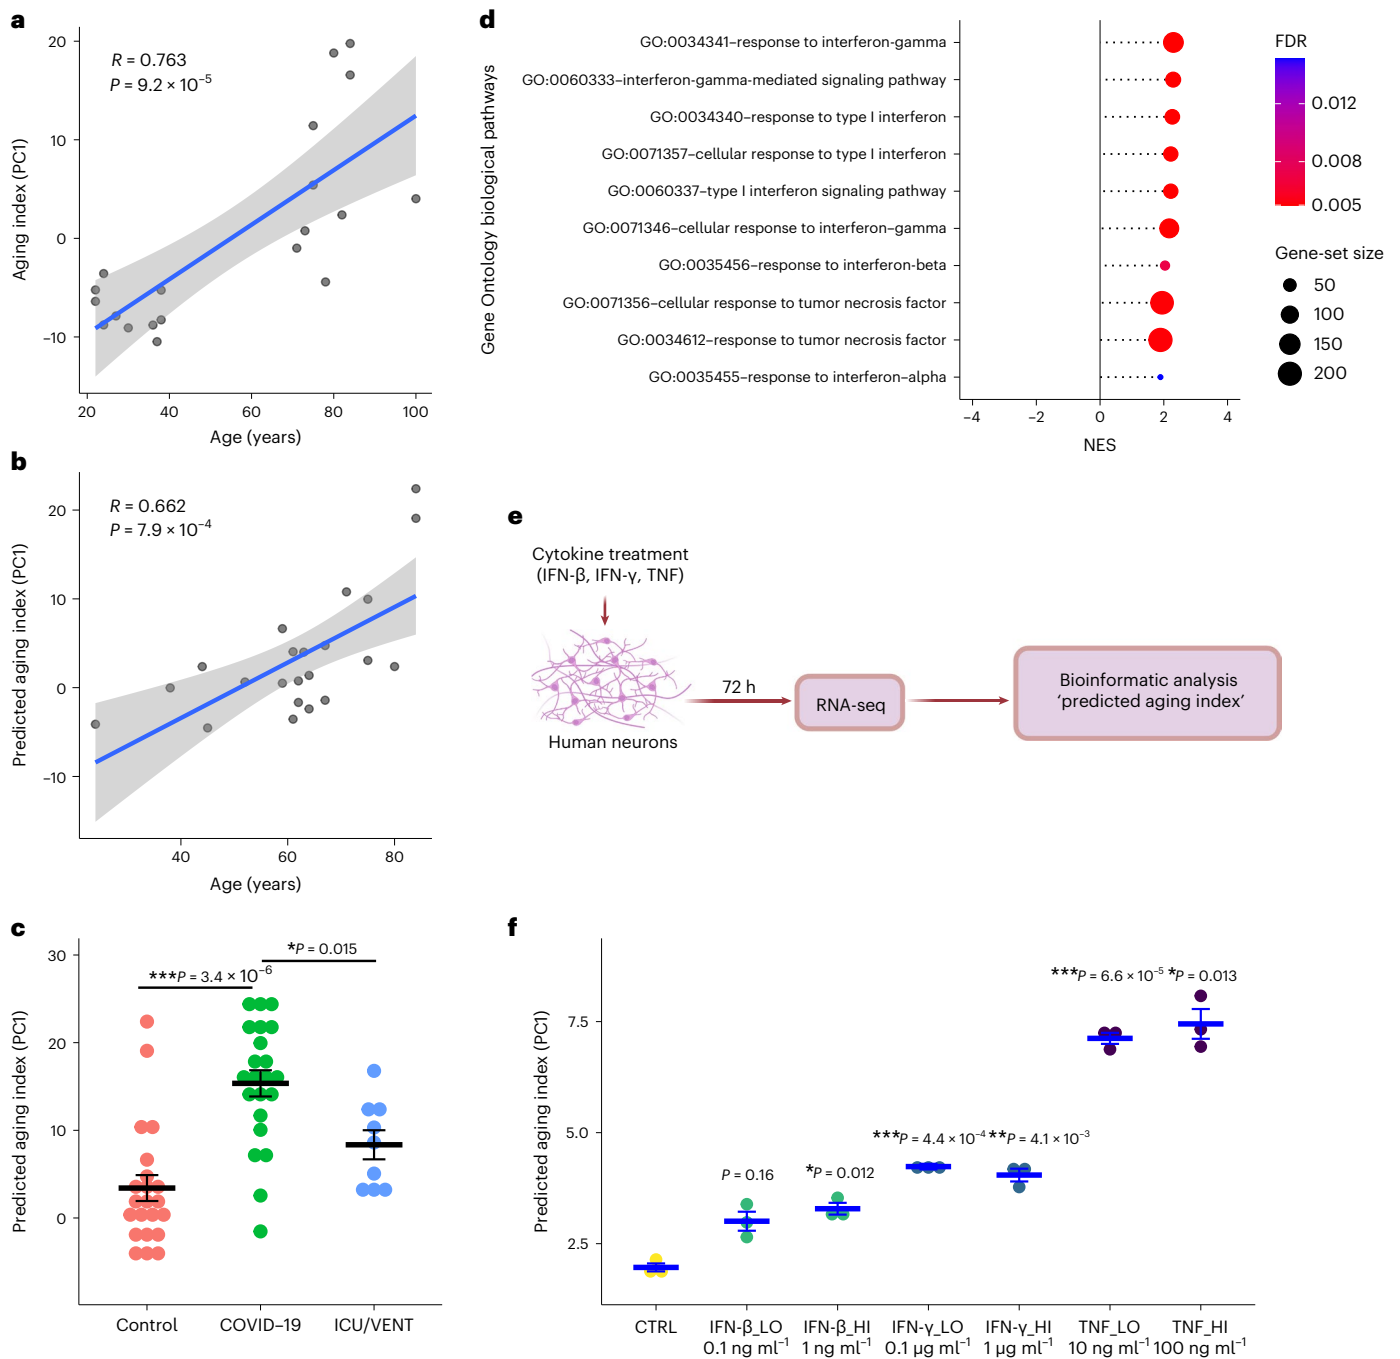 a
20
10
0
–10
R = 0.763
P = 9.2 × 10–5
Aging index (PC1)
20
40
60
80
100
Age (years)
b
20
10
0
–10
R = 0.662
P = 7.9 × 10–4
Predicted aging index (PC1)
40
60
80
Age (years)
c
30
20
10
0
***P = 3.4 × 10–6
*P = 0.015
Predicted aging index (PC1)
Control
COVID–19
ICU/VENT
d
Gene Ontology biological pathways
GO:0034341–response to interferon-gamma
GO:0060333–interferon-gamma-mediated signaling pathway
GO:0034340–response to type I interferon
GO:0071357–cellular response to type I interferon
GO:0060337–type I interferon signaling pathway
GO:0071346–cellular response to interferon–gamma
GO:0035456–response to interferon-beta
GO:0071356–cellular response to tumor necrosis factor
GO:0034612–response to tumor necrosis factor
GO:0035455–response to interferon–alpha
–4
–2
0
2
4
NES
FDR
0.012
0.008
0.005
Gene-set size
50
100
150
200
e
Cytokine treatment
(IFN-β, IFN-γ, TNF)
Human neurons
72 h
RNA-seq
Bioinformatic analysis
‘predicted aging index’
f
7.5
5.0
2.5
Predicted aging index (PC1)
P = 0.16
*P = 0.012
***P = 4.4 × 10–4
**P = 4.1 × 10–3
***P = 6.6 × 10–5
*P = 0.013
CTRL
IFN-β_LO
0.1 ng ml–1
IFN-β_HI
1 ng ml–1
IFN-γ_LO
0.1 µg ml–1
IFN-γ_HI
1 µg ml–1
TNF_LO
10 ng ml–1
TNF_HI
100 ng ml–1